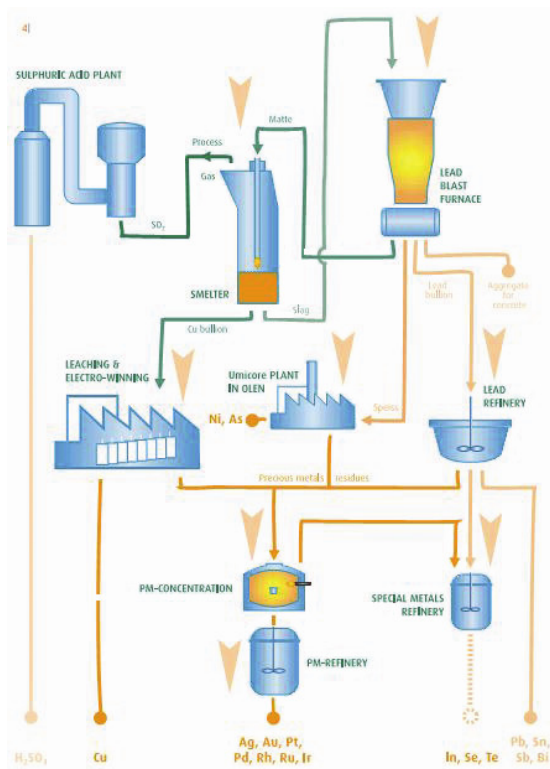 4|
SULPHURIC ACID PLANT
Matte
Process
Gas
SO₂
LEAD
BLAST
FURNACE
SMELTER
Slag
Lead
bullion
Aggregate
for
concrete
Cu bullion
LEACHING &
ELECTRO-WINNING
Umicore PLANT
IN OLEN
LEAD
REFINERY
Ni, As
Speiss
Precious metals residues
PM-CONCENTRATION
SPECIAL METALS
REFINERY
PM-REFINERY
H₂SO₄
Cu
Ag, Au, Pt,
Pd, Rh, Ru, Ir
In, Se, Te
Pb, Sn,
Sb, Bi